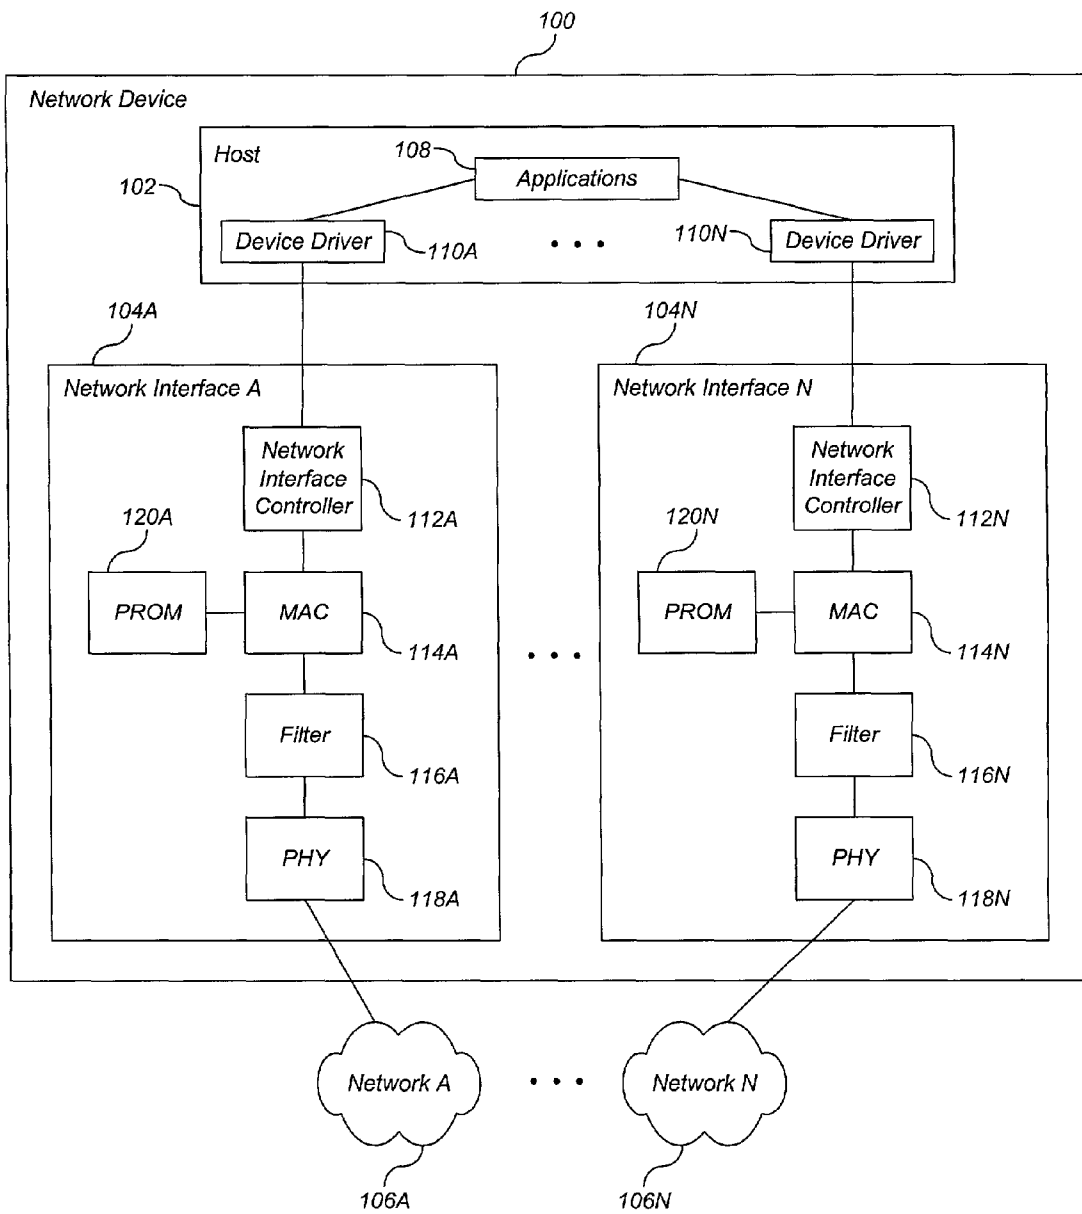 100
Network Device
Host
108
Applications
102
Device Driver
110A
• • •
110N
Device Driver
104A
104N
Network Interface A
Network Interface N
Network
Interface
Controller
112A
Network
Interface
Controller
112N
120A
120N
PROM
MAC
114A
• • •
PROM
MAC
114N
Filter
116A
Filter
116N
PHY
118A
PHY
118N
Network A
• • •
Network N
106A
106N